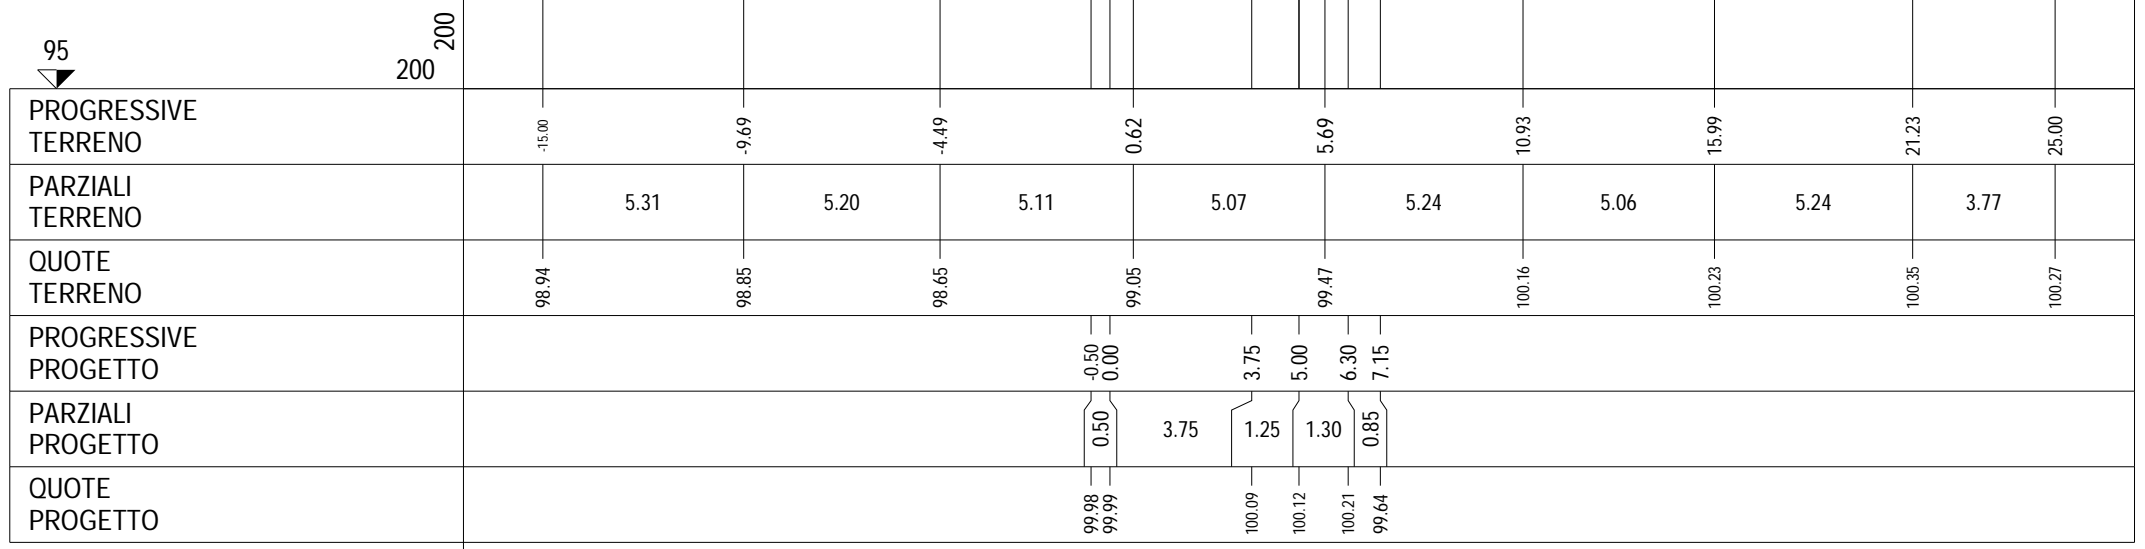 200
95
200
PROGRESSIVE
TERRENO
-15.00 -9.69 -4.49 0.62 5.69 10.93 15.99 21.23 25.00
PARZIALI
TERRENO
5.31 5.20 5.11 5.07 5.24 5.06 5.24 3.77
QUOTE
TERRENO
98.94 98.85 98.65 99.05 99.47 100.16 100.23 100.35 100.27
PROGRESSIVE
PROGETTO
-0.50 0.00 3.75 5.00 6.30 7.15
PARZIALI
PROGETTO
0.50 3.75 1.25 1.30 0.85
QUOTE
PROGETTO
99.98 99.99 100.09 100.12 100.21 99.64